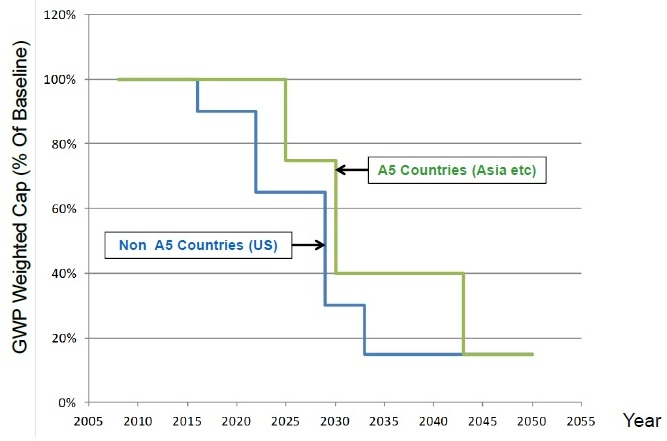 120%
100%
80%
60%
40%
20%
0%
GWP Weighted Cap (% Of Baseline)
A5 Countries (Asia etc)
Non A5 Countries (US)
2005 2010 2015 2020 2025 2030 2035 2040 2045 2050 2055
Year